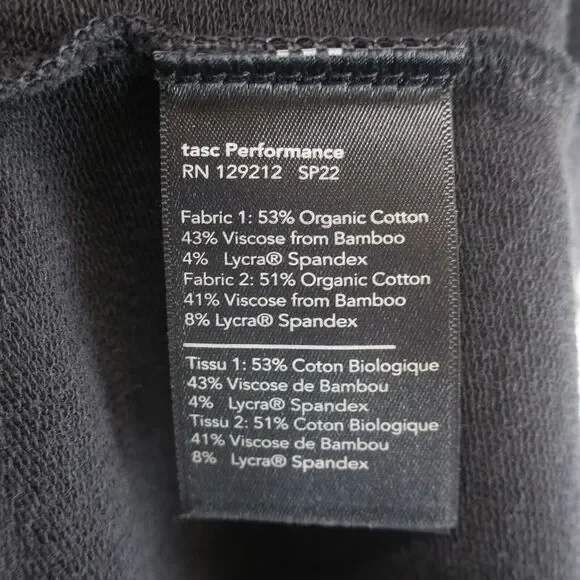 tasc Performance
RN 129212 SP22
Fabric 1: 53% Organic Cotton
43% Viscose from Bamboo
4% Lycra® Spandex
Fabric 2: 51% Organic Cotton
41% Viscose from Bamboo
8% Lycra® Spandex
Tissu 1: 53% Coton Biologique
43% Viscose de Bambou
4% Lycra® Spandex
Tissu 2: 51% Coton Biologique
41% Viscose de Bambou
8% Lycra® Spandex